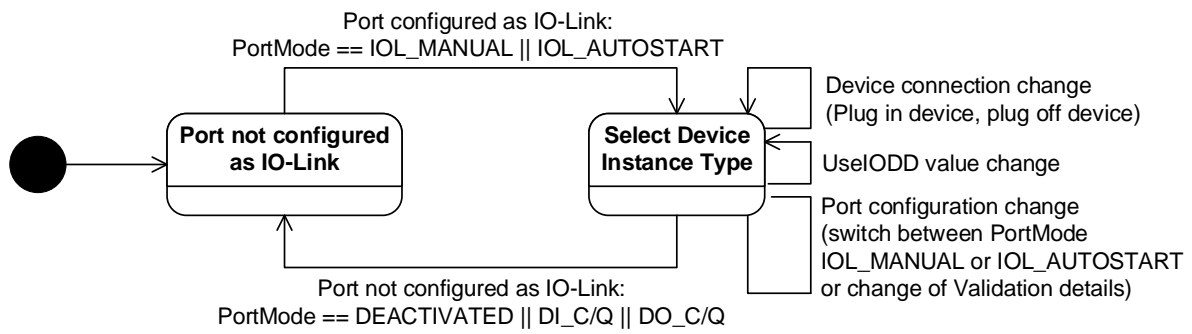 Port configured as IO-Link:
PortMode == IOL_MANUAL || IOL_AUTOSTART
Port not configured
as IO-Link
Select Device
Instance Type
Device connection change
(Plug in device, plug off device)
UseIODD value change
Port configuration change
(switch between PortMode
IOL_MANUAL or IOL_AUTOSTART
or change of Validation details)
Port not configured as IO-Link:
PortMode == DEACTIVATED || DI_C/Q || DO_C/Q